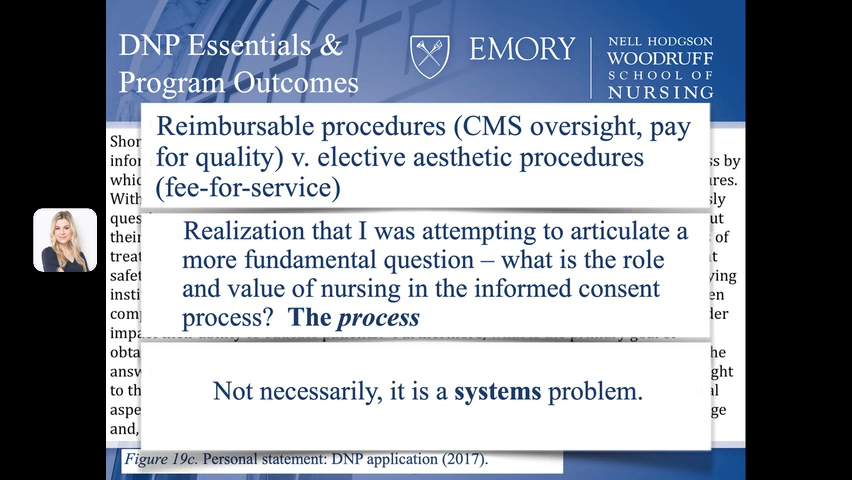 DNP Essentials &
Program Outcomes
EMORY
NELL HODGSON
WOODRUFF
SCHOOL OF
NURSING
Reimbursable procedures (CMS oversight, pay
for quality) v. elective aesthetic procedures
(fee-for-service)
Realization that I was attempting to articulate a
more fundamental question – what is the role
and value of nursing in the informed consent
process? The process
Not necessarily, it is a systems problem.
Figure 19c. Personal statement: DNP application (2017).